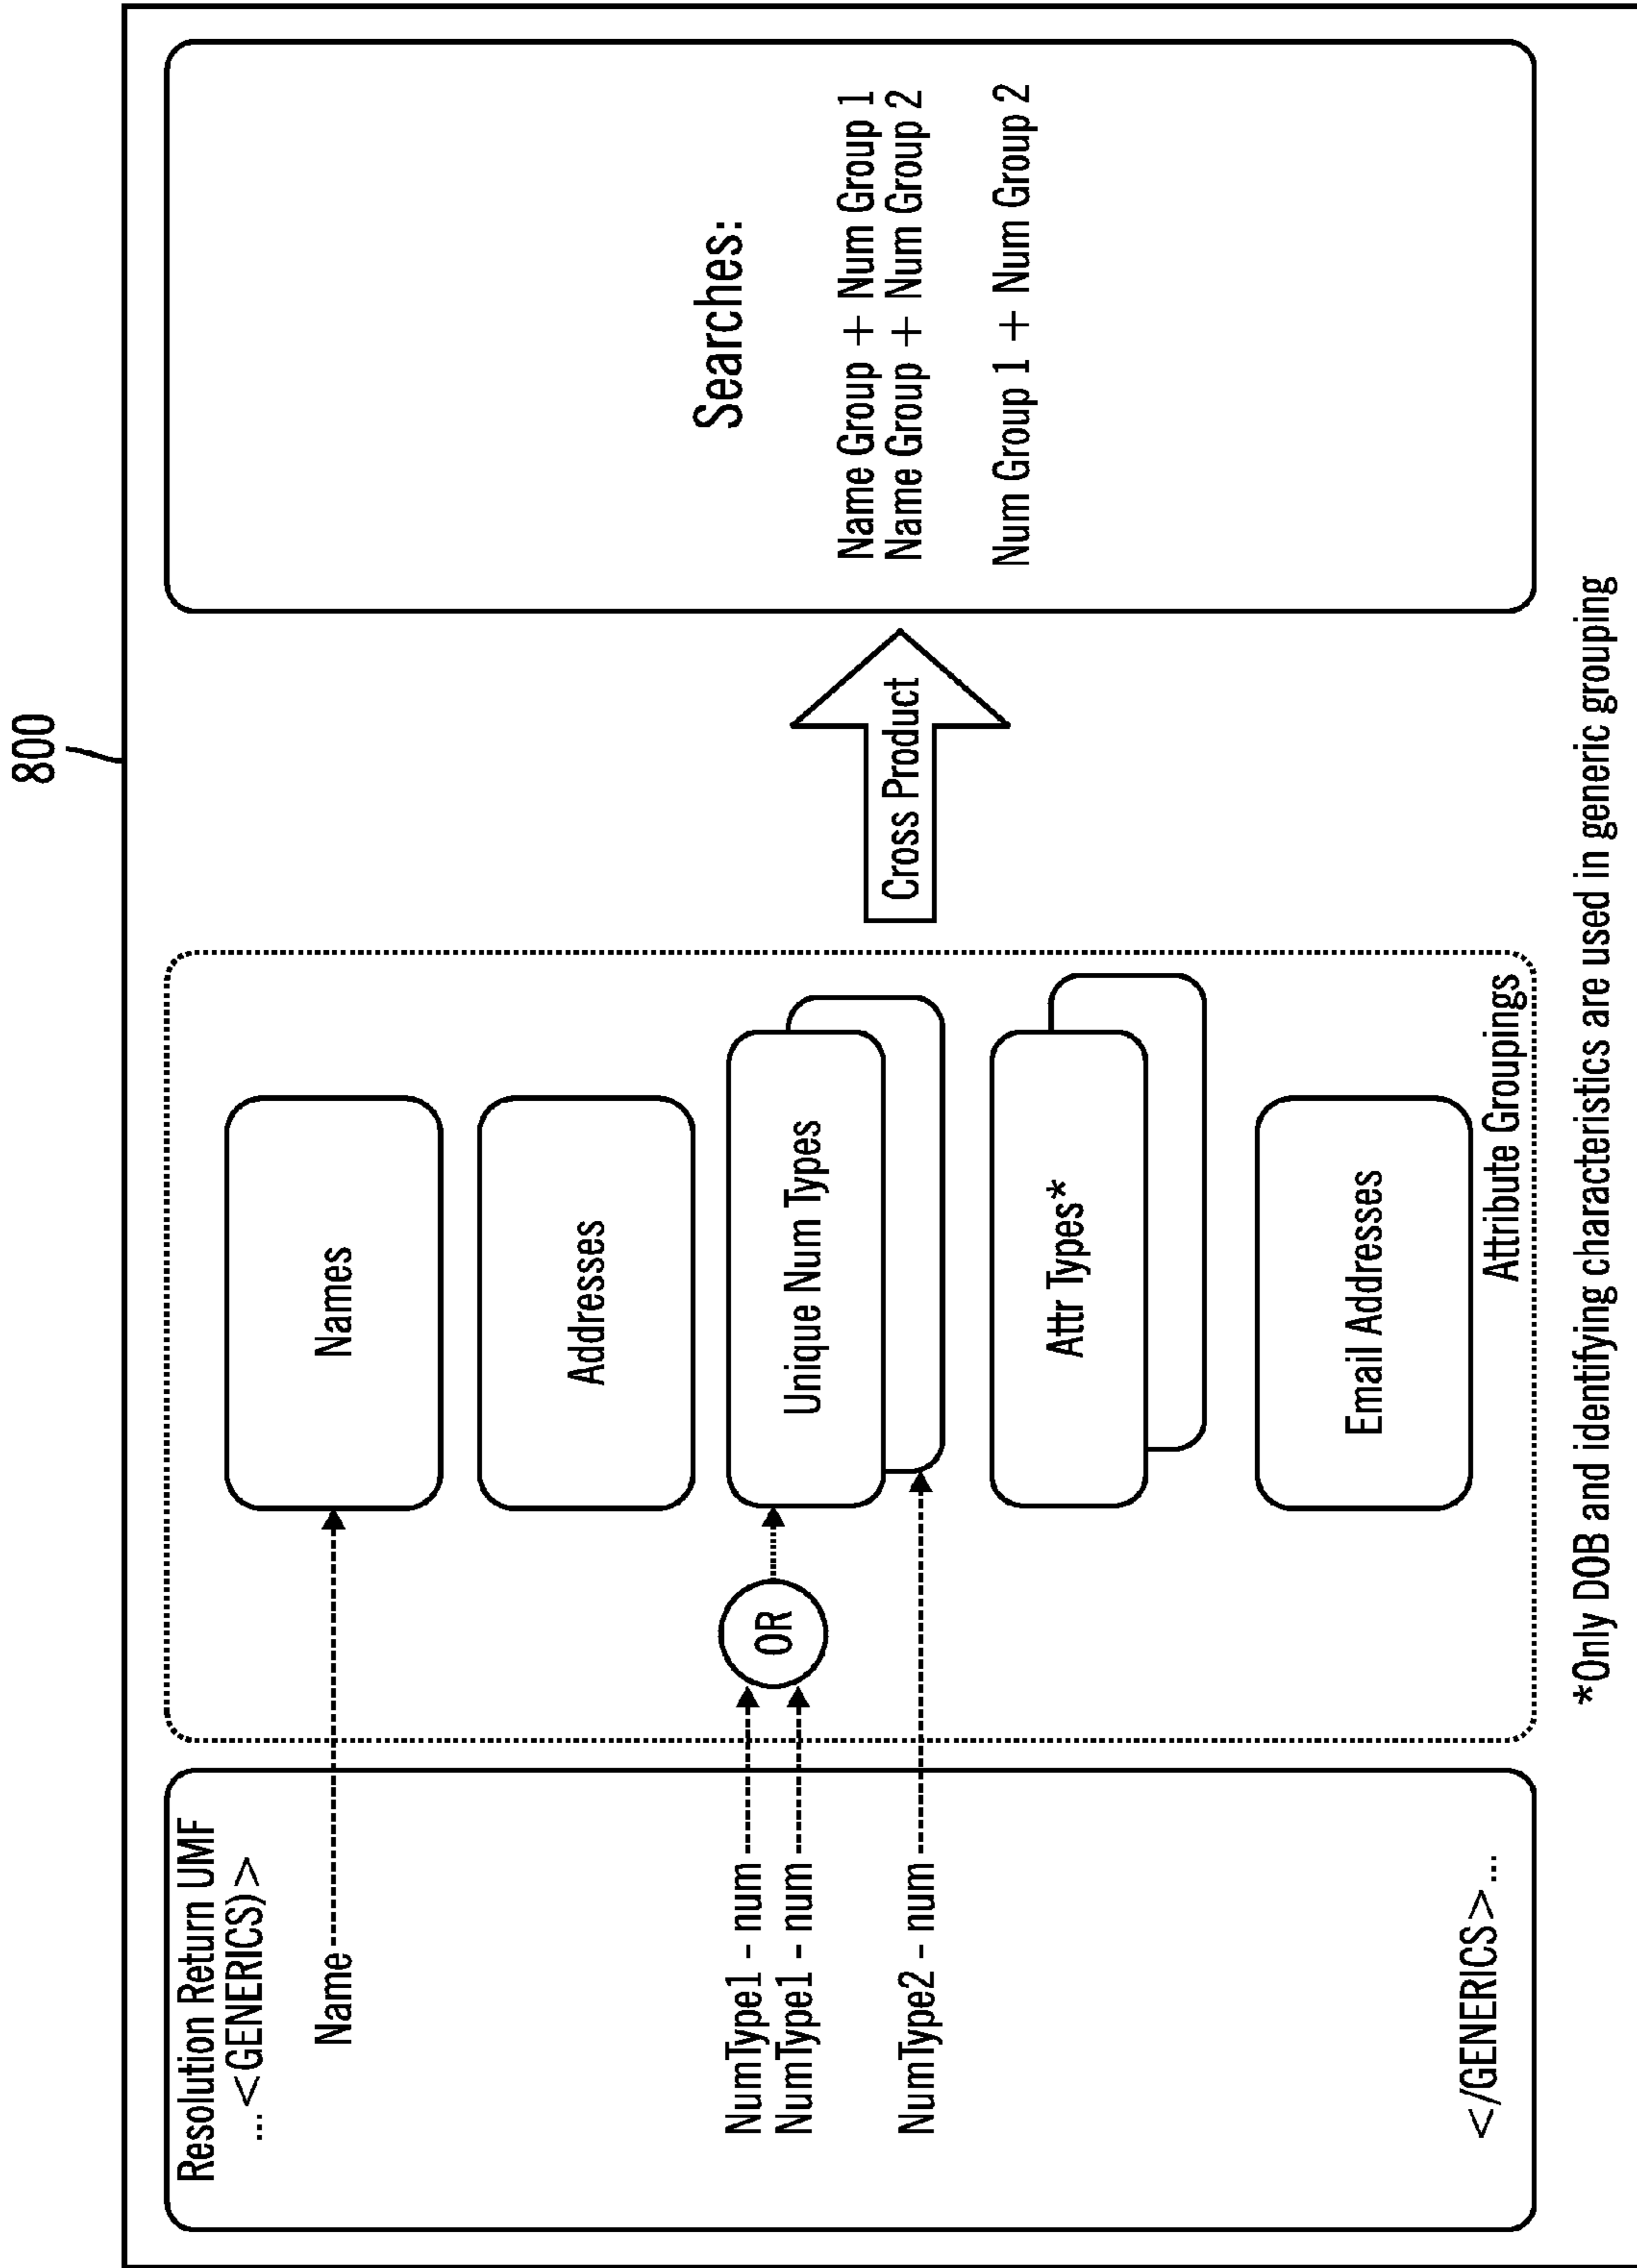 800
Resolution Return UMF
...<GENERICS)>
Name
NumType1 - num
NumType1 - num
NumType2 - num
</GENERICS>...
OR
Names
Addresses
Unique Num Types
Attr Types*
Email Addresses
Attribute Groupings
Cross Product
Searches:
Name Group + Num Group 1
Name Group + Num Group 2
Num Group 1 + Num Group 2
*Only DOB and identifying characteristics are used in generic grouping